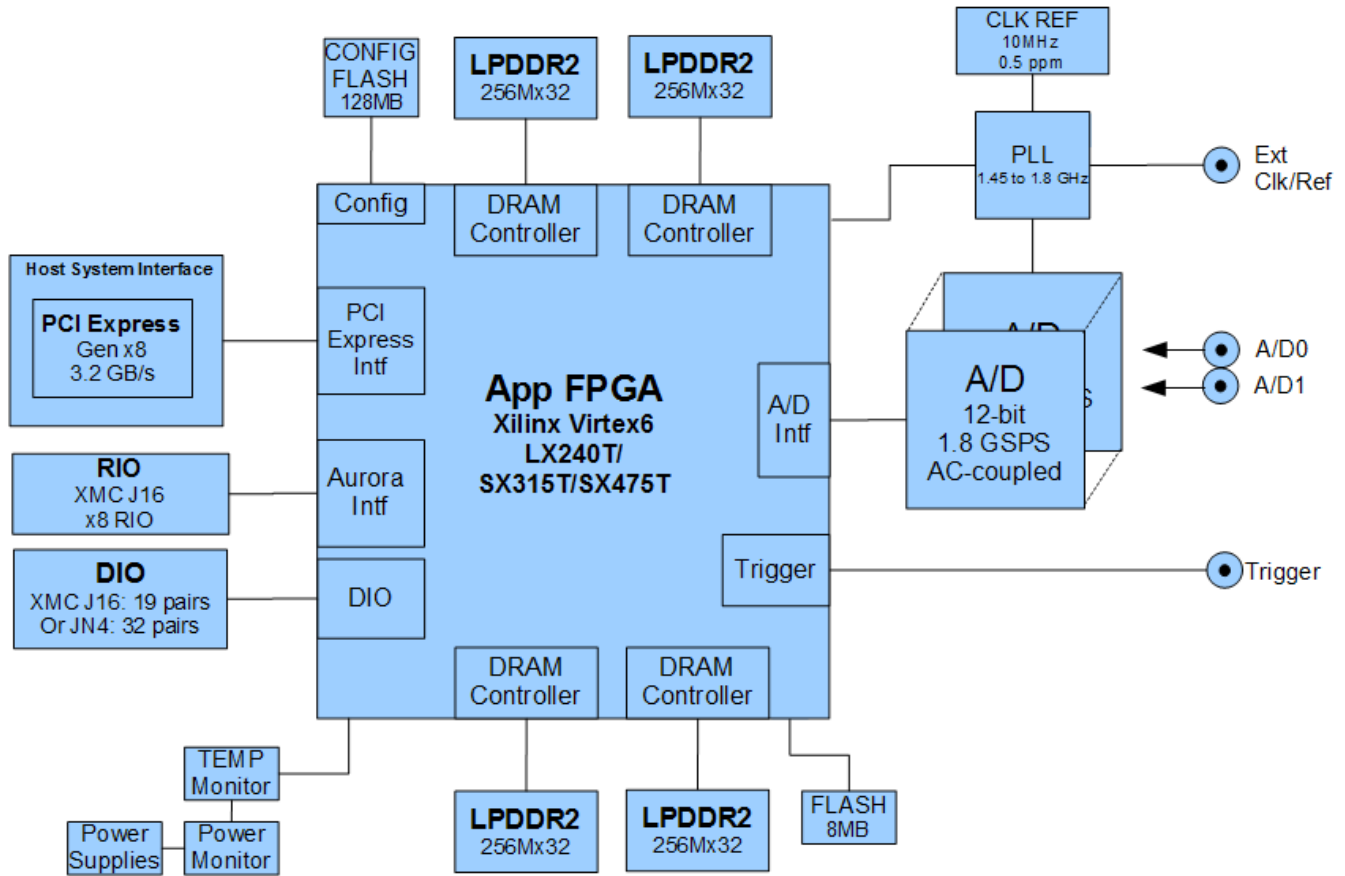 CLK REF
10MHz
0.5 ppm
CONFIG
FLASH
128MB
LPDDR2
256Mx32
LPDDR2
256Mx32
PLL
1.45 to 1.8 GHz
Ext
Clk/Ref
Config
DRAM
Controller
DRAM
Controller
Host System Interface
PCI Express
Gen x8
3.2 GB/s
PCI
Express
Intf
App FPGA
Xilinx Virtex6
LX240T/
SX315T/SX475T
A/D
Intf
A/D
A/D
12-bit
1.8 GSPS
AC-coupled
S
A/D0
A/D1
RIO
XMC J16
x8 RIO
Aurora
Intf
DIO
XMC J16: 19 pairs
Or JN4: 32 pairs
DIO
Trigger
Trigger
DRAM
Controller
DRAM
Controller
TEMP
Monitor
Power
Supplies
Power
Monitor
LPDDR2
256Mx32
LPDDR2
256Mx32
FLASH
8MB